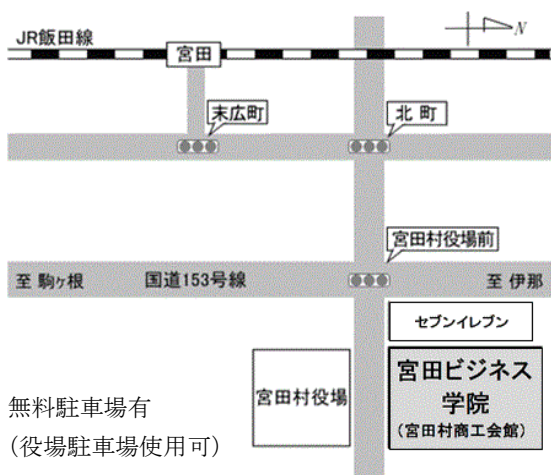 JR飯田線
N
宮田
末広町
北町
宮田村役場前
至 駒ヶ根
国道153号線
至 伊那
セブンイレブン
宮田村役場
宮田ビジネス
学院
(宮田村商工会館)
無料駐車場有
(役場駐車場使用可)